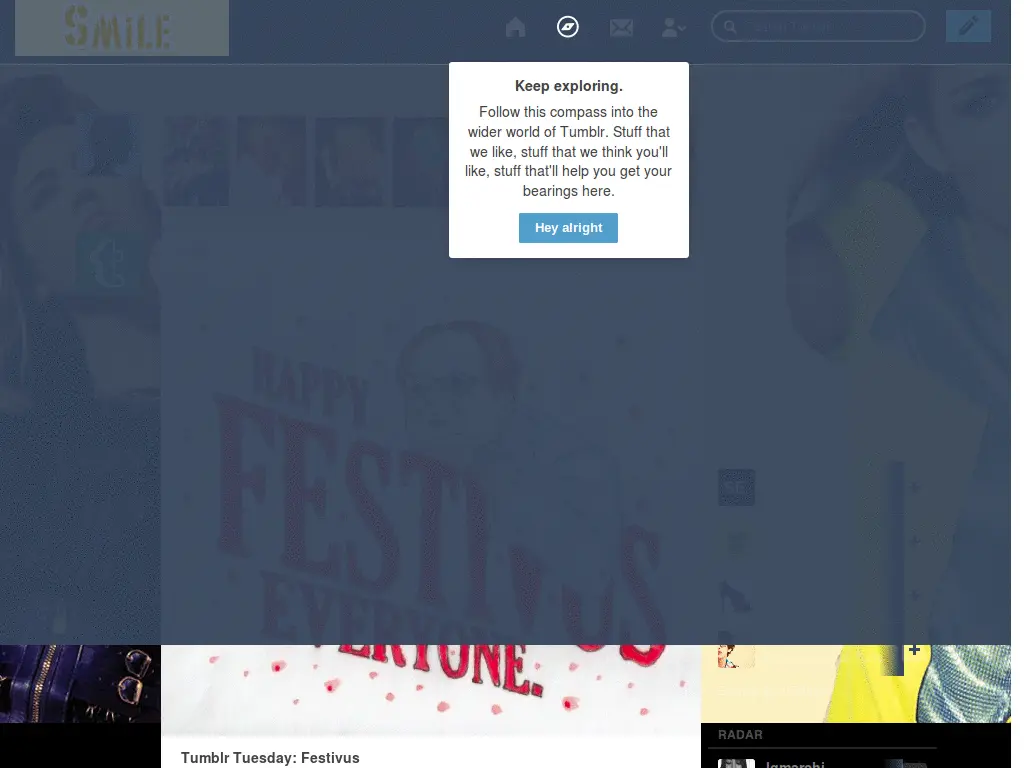 SMiLE
Keep exploring.
Follow this compass into the
wider world of Tumblr. Stuff that
we like, stuff that we think you'll
like, stuff that'll help you get your
bearings here.
Hey alright
HAPPY
FESTIVUS
EVERYONE.
RADAR
Tumblr Tuesday: Festivus